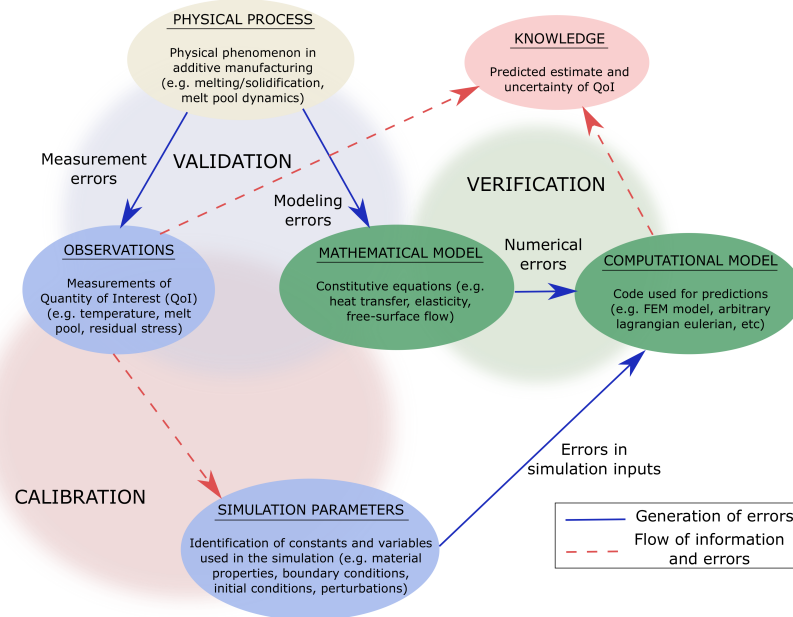 PHYSICAL PROCESS
Physical phenomenon in
additive manufacturing
(e.g. melting/solidification,
melt pool dynamics)
KNOWLEDGE
Predicted estimate and
uncertainty of QoI
Measurement
errors
VALIDATION
Modeling
errors
VERIFICATION
OBSERVATIONS
Measurements of
Quantity of Interest (QoI)
(e.g. temperature, melt
pool, residual stress)
MATHEMATICAL MODEL
Constitutive equations (e.g.
heat transfer, elasticity,
free-surface flow)
Numerical
errors
COMPUTATIONAL MODEL
Code used for predictions
(e.g. FEM model, arbitrary
lagrangian eulerian, etc)
CALIBRATION
Errors in
simulation inputs
SIMULATION PARAMETERS
Identification of constants and variables
used in the simulation (e.g. material
properties, boundary conditions,
initial conditions, perturbations)
Generation of errors
Flow of information
and errors